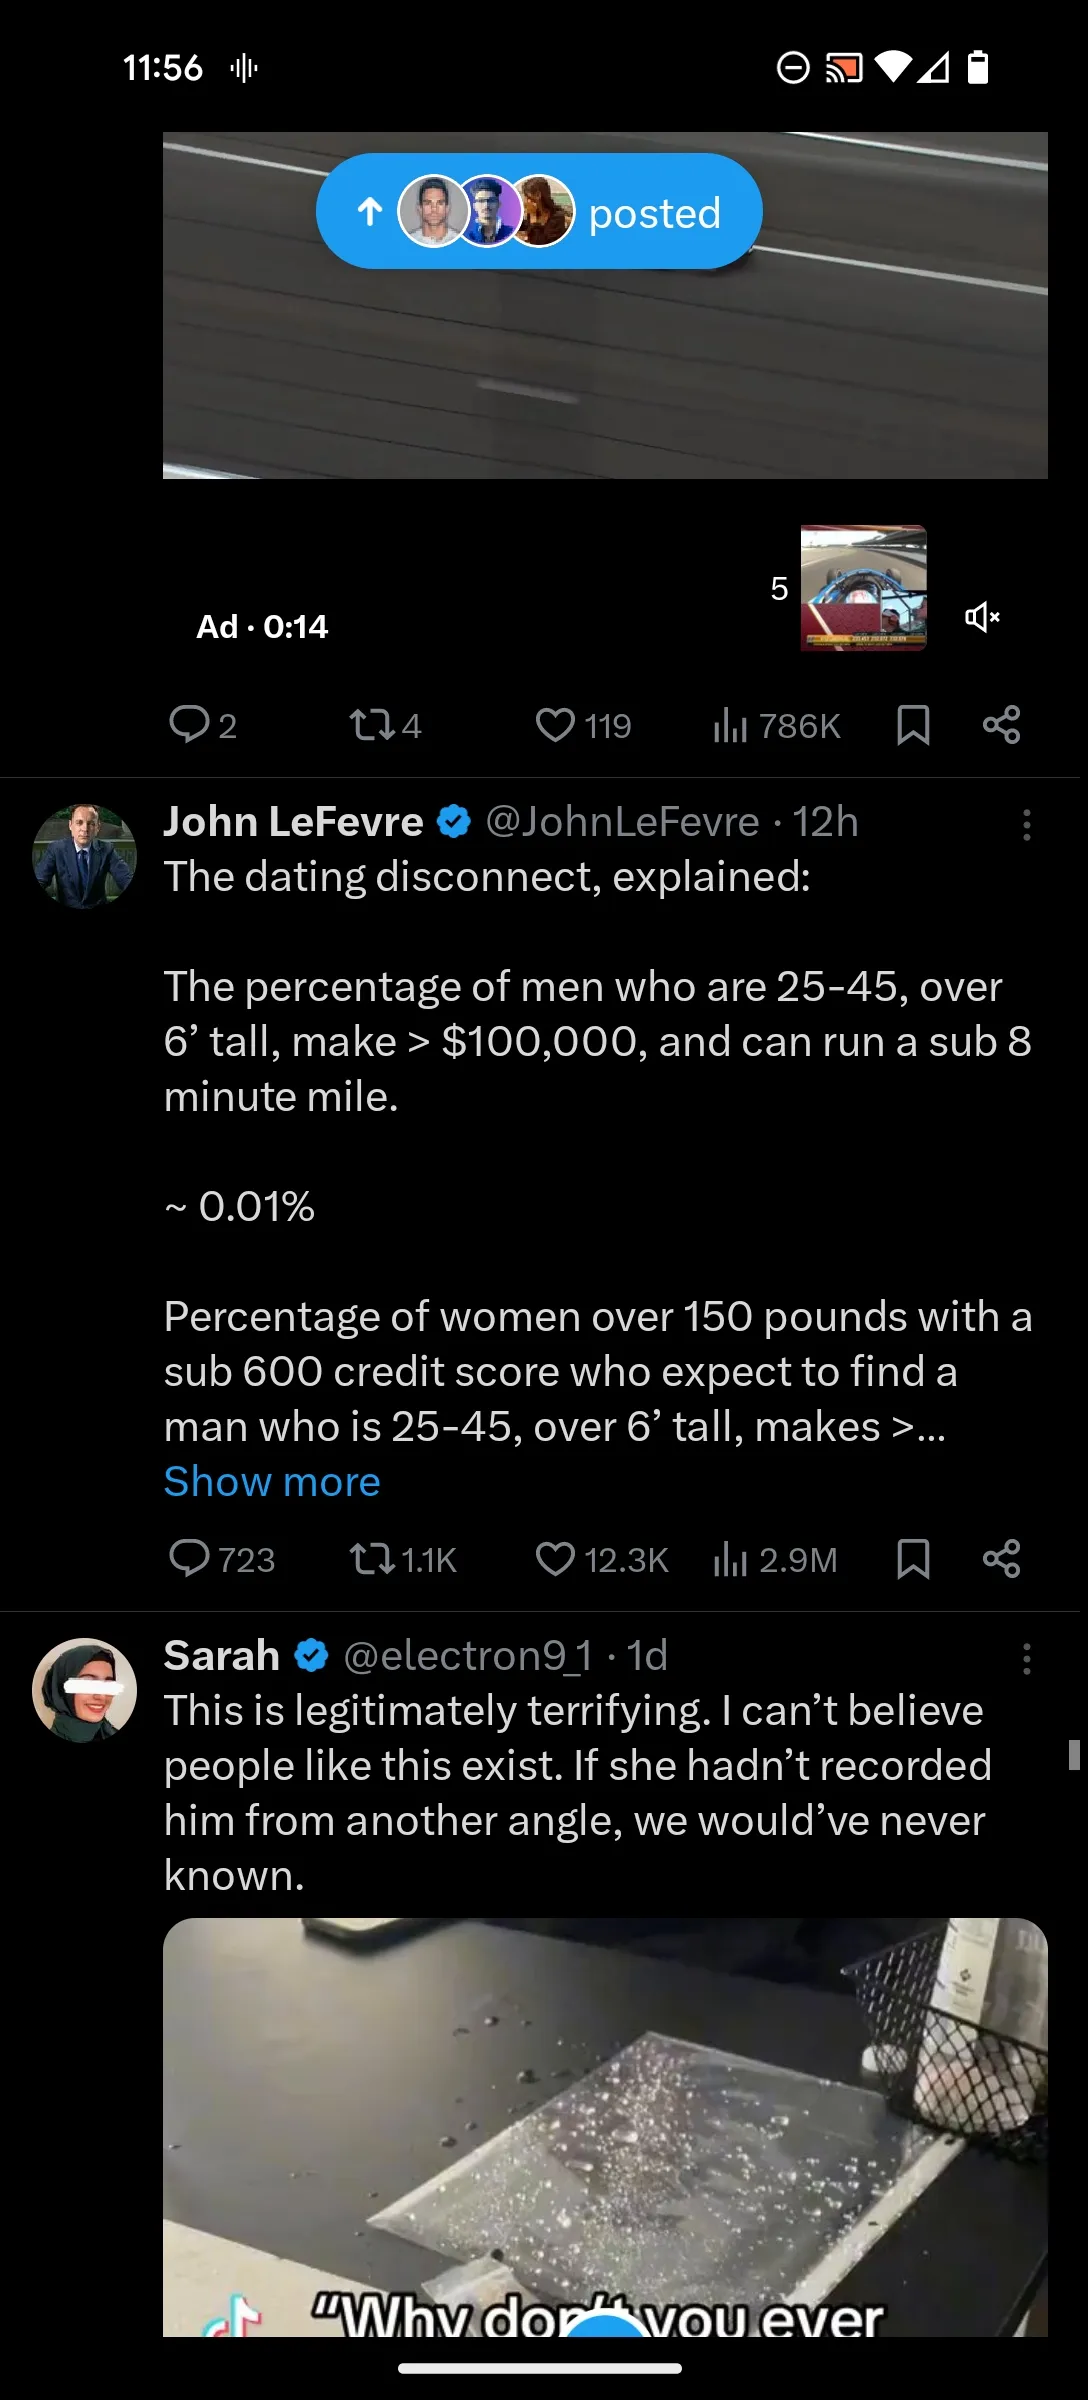 11:56
posted
5
Ad · 0:14
2 4 119 786K
John LeFevre @JohnLeFevre · 12h
The dating disconnect, explained:
The percentage of men who are 25-45, over
6’ tall, make > $100,000, and can run a sub 8
minute mile.
~ 0.01%
Percentage of women over 150 pounds with a
sub 600 credit score who expect to find a
man who is 25-45, over 6’ tall, makes >...
Show more
723 1.1K 12.3K 2.9M
Sarah @electron9_1 · 1d
This is legitimately terrifying. I can’t believe
people like this exist. If she hadn’t recorded
him from another angle, we would’ve never
known.
“Why don’t you ever